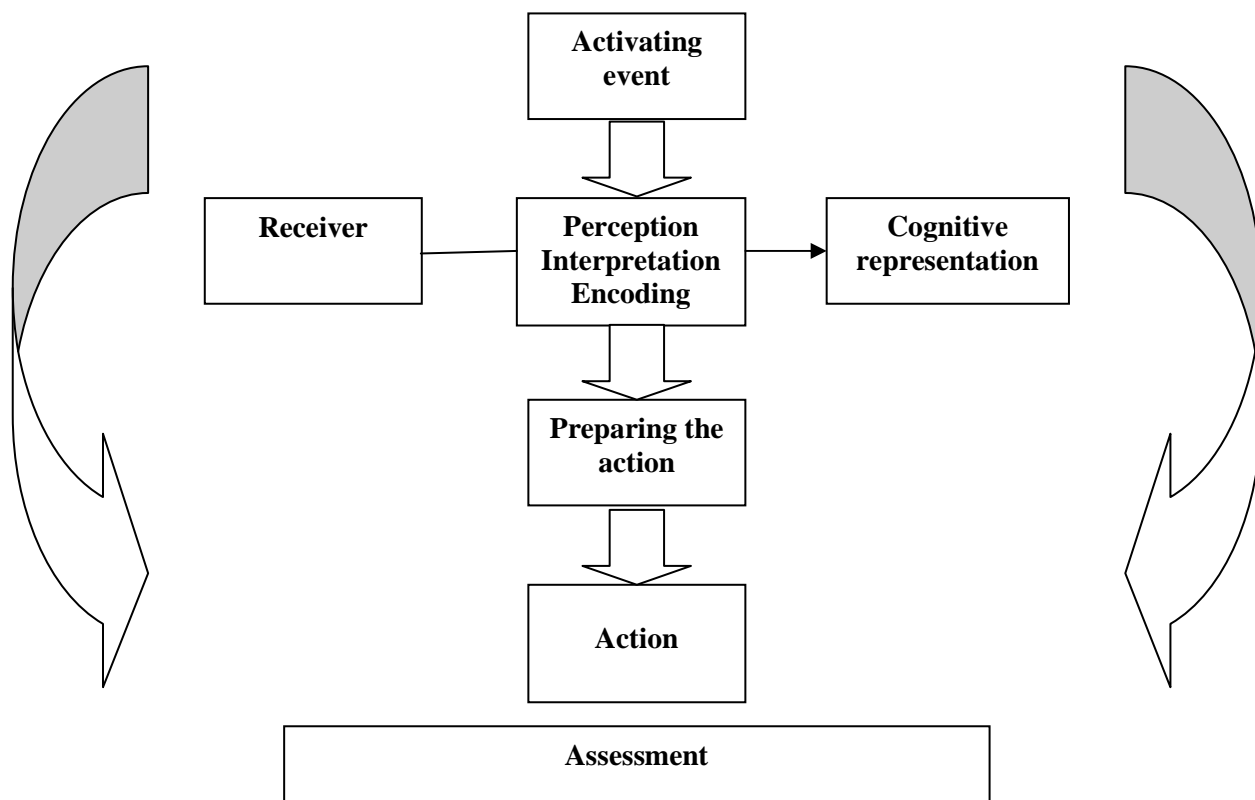 Activating
event
Receiver
Perception
Interpretation
Encoding
Cognitive
representation
Preparing the
action
Action
Assessment